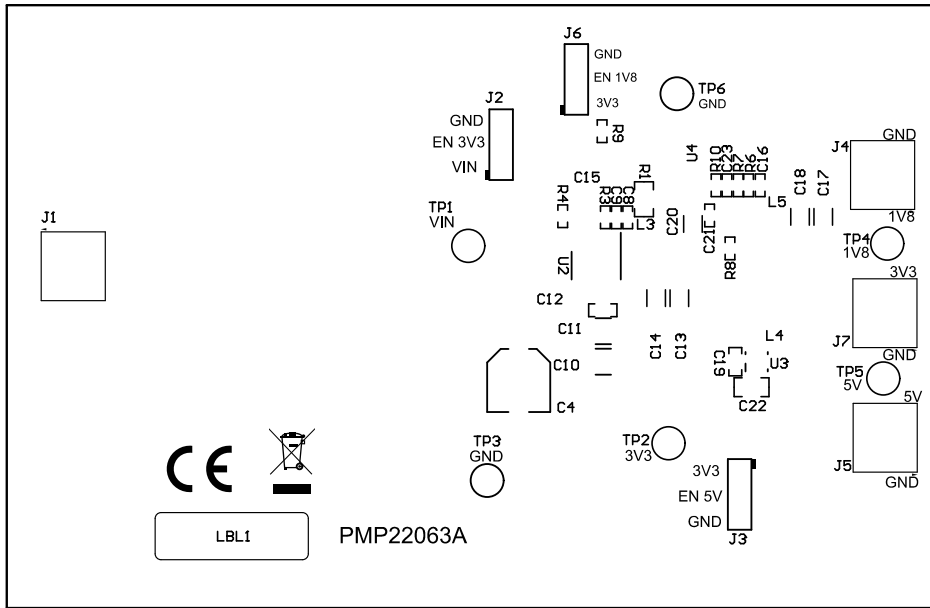 J6
GND
EN 1V8
3V3
TP6
GND
J2
GND
EN 3V3
VIN
R9
U4
R10
C23
R7
R6
C16
J4
GND
1V8
C15
R1
R4
R3
C9
C8
L3
C20
C21
L5
C18
C17
J1
TP1
VIN
TP4
1V8
U2
R8
3V3
J7
GND
C12
C11
C10
C14
C13
C19
L4
U3
C22
TP5
5V
C4
5V
J5
GND
TP3
GND
TP2
3V3
3V3
EN 5V
GND
J3
CE
LBL1
PMP22063A